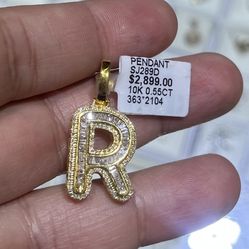 PENDANT
SJ289D
$2,899.00
10K 0.55CT
363*2104
R